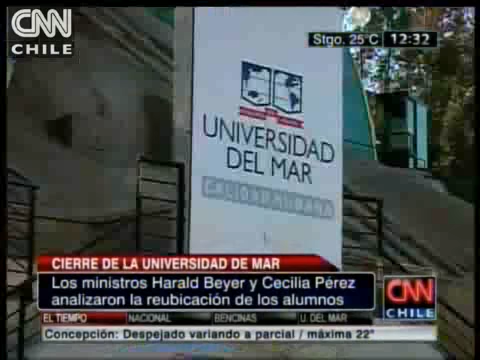 CNN
CHILE
Stgo. 25°C
12:32
UNIVERSIDAD
DEL MAR
CIERRE DE LA UNIVERSIDAD DE MAR
Los ministros Harald Beyer y Cecilia Pérez
analizaron la reubicación de los alumnos
CNN
CHILE
EL TIEMPO
NACIONAL
BENCINAS
U. DEL MAR
Concepción: Despejado variando a parcial / máxima 22°